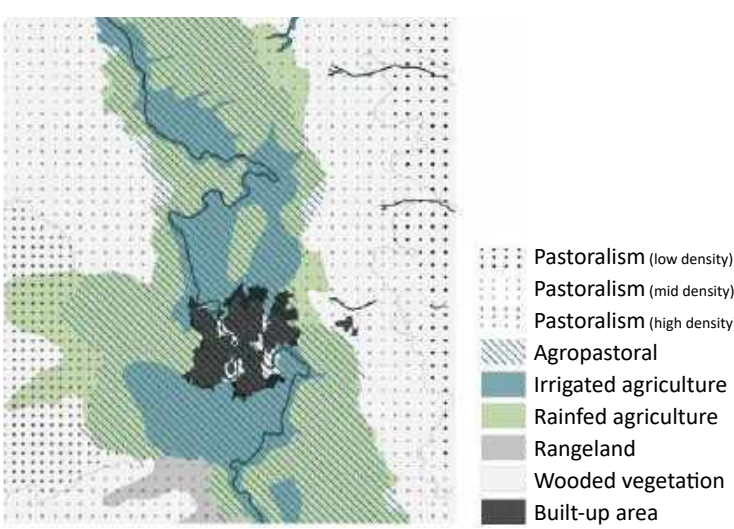 Pastoralism (low density)
Pastoralism (mid density)
Pastoralism (high density
Agropastoral
Irrigated agriculture
Rainfed agriculture
Rangeland
Wooded vegetation
Built-up area